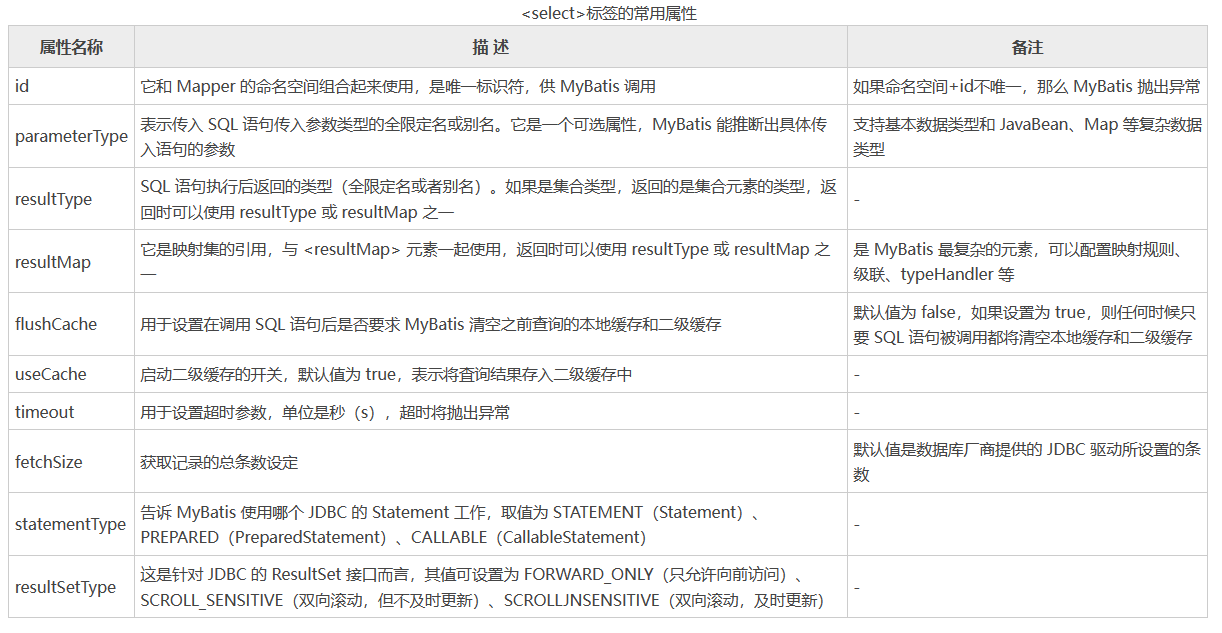 <select>标签的常用属性
属性名称 描 述 备注
id 它和 Mapper 的命名空间组合起来使用，是唯一标识符，供 MyBatis 调用 如果命名空间+id不唯一，那么 MyBatis 抛出异常
parameterType 表示传入 SQL 语句传入参数类型的全限定名或别名。它是一个可选属性，MyBatis 能推断出具体传
入语句的参数
支持基本数据类型和 JavaBean、Map 等复杂数据
类型
resultType SQL 语句执行后返回的类型（全限定名或者别名）。如果是集合类型，返回的是集合元素的类型，返
回时可以使用 resultType 或 resultMap 之一
-
resultMap 它是映射集的引用，与 <resultMap> 元素一起使用，返回时可以使用 resultType 或 resultMap 之
一
是 MyBatis 最复杂的元素，可以配置映射规则、
级联、typeHandler 等
flushCache 用于设置在调用 SQL 语句后是否要求 MyBatis 清空之前查询的本地缓存和二级缓存
默认值为 false，如果设置为 true，则任何时候只
要 SQL 语句被调用都将清空本地缓存和二级缓存
useCache 启动二级缓存的开关，默认值为 true，表示将査询结果存入二级缓存中 -
timeout 用于设置超时参数，单位是秒（s），超时将抛出异常 -
fetchSize 获取记录的总条数设定
默认值是数据库厂商提供的 JDBC 驱动所设置的条
数
statementType 告诉 MyBatis 使用哪个 JDBC 的 Statement 工作，取值为 STATEMENT（Statement）、
PREPARED（PreparedStatement）、CALLABLE（CallableStatement）
-
resultSetType 这是针对 JDBC 的 ResultSet 接口而言，其值可设置为 FORWARD_ONLY（只允许向前访问）、
SCROLL_SENSITIVE（双向滚动，但不及时更新）、SCROLLJNSENSITIVE（双向滚动，及时更新）
-